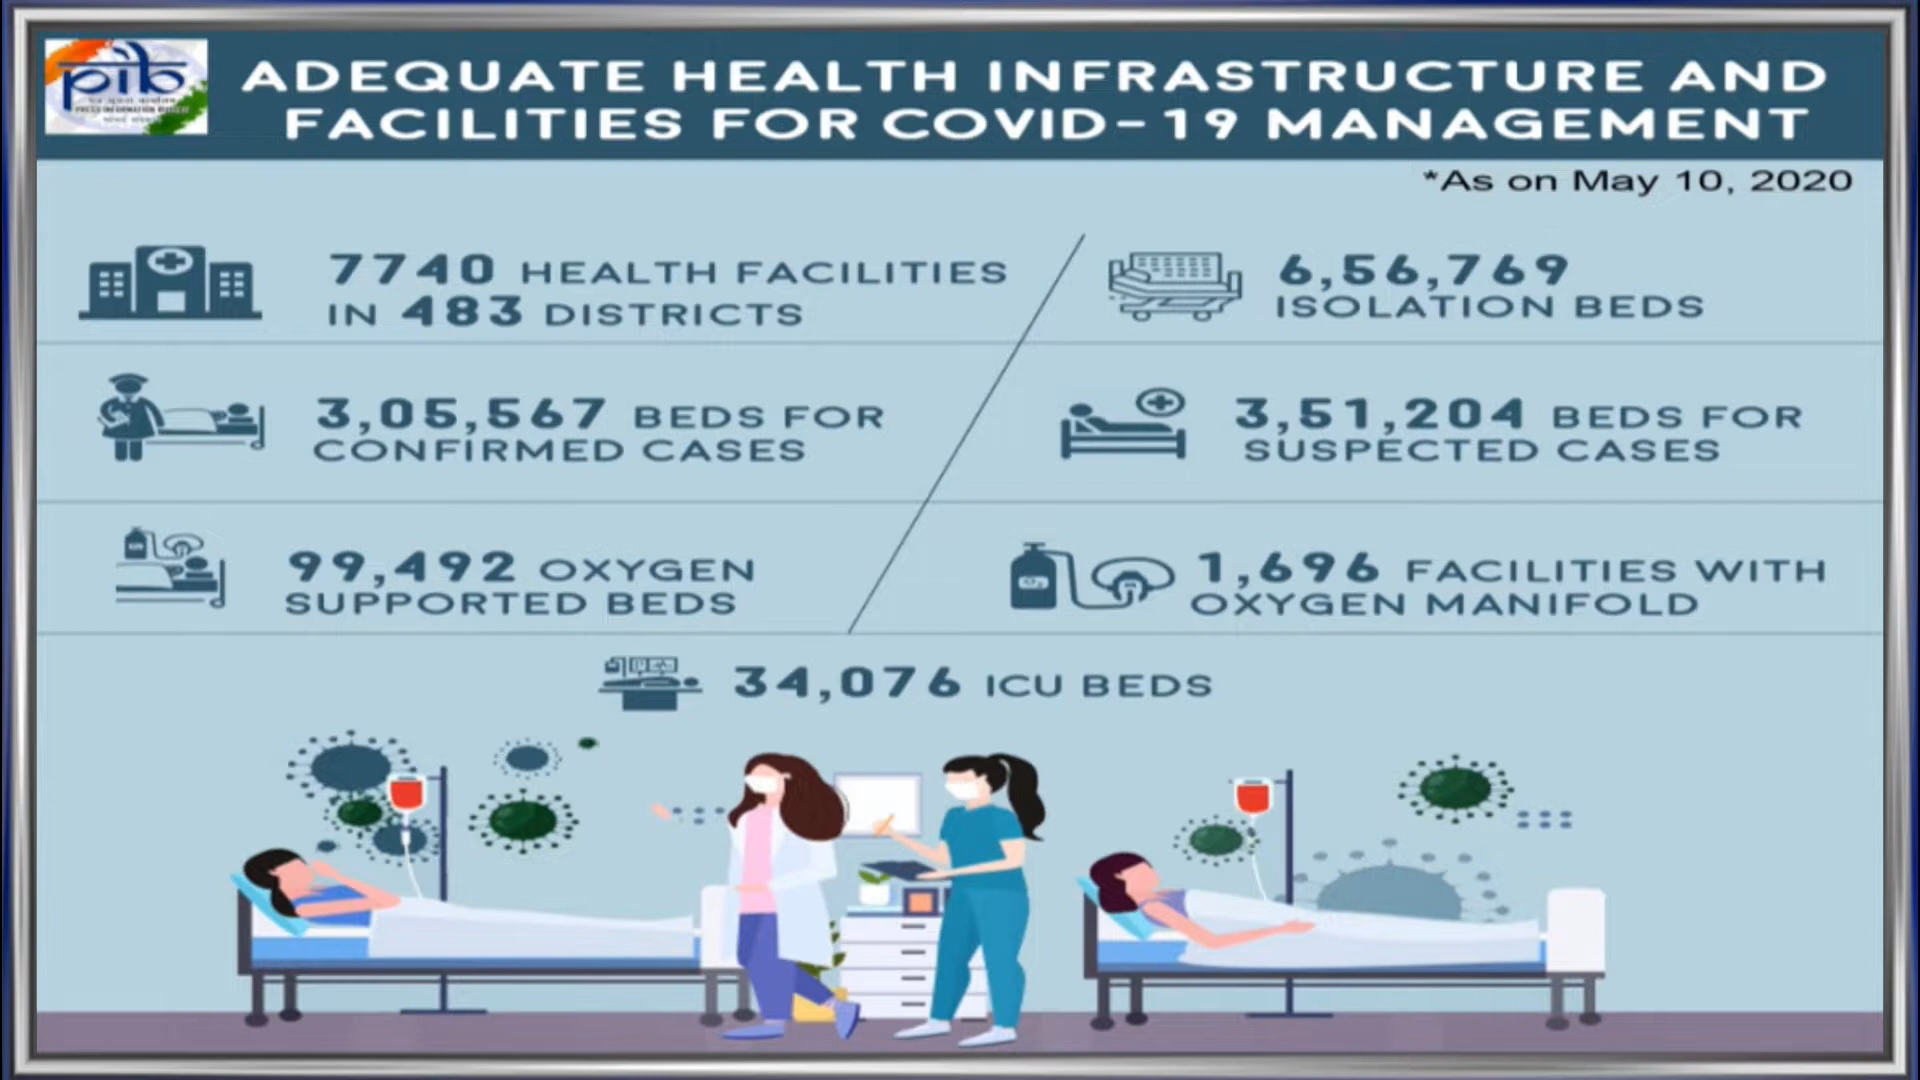 pib
ADEQUATE HEALTH INFRASTRUCTURE AND
FACILITIES FOR COVID-19 MANAGEMENT
*As on May 10, 2020
7740 HEALTH FACILITIES
IN 483 DISTRICTS
6,56,769
ISOLATION BEDS
3,05,567 BEDS FOR
CONFIRMED CASES
3,51,204 BEDS FOR
SUSPECTED CASES
99,492 OXYGEN
SUPPORTED BEDS
1,696 FACILITIES WITH
OXYGEN MANIFOLD
34,076 ICU BEDS